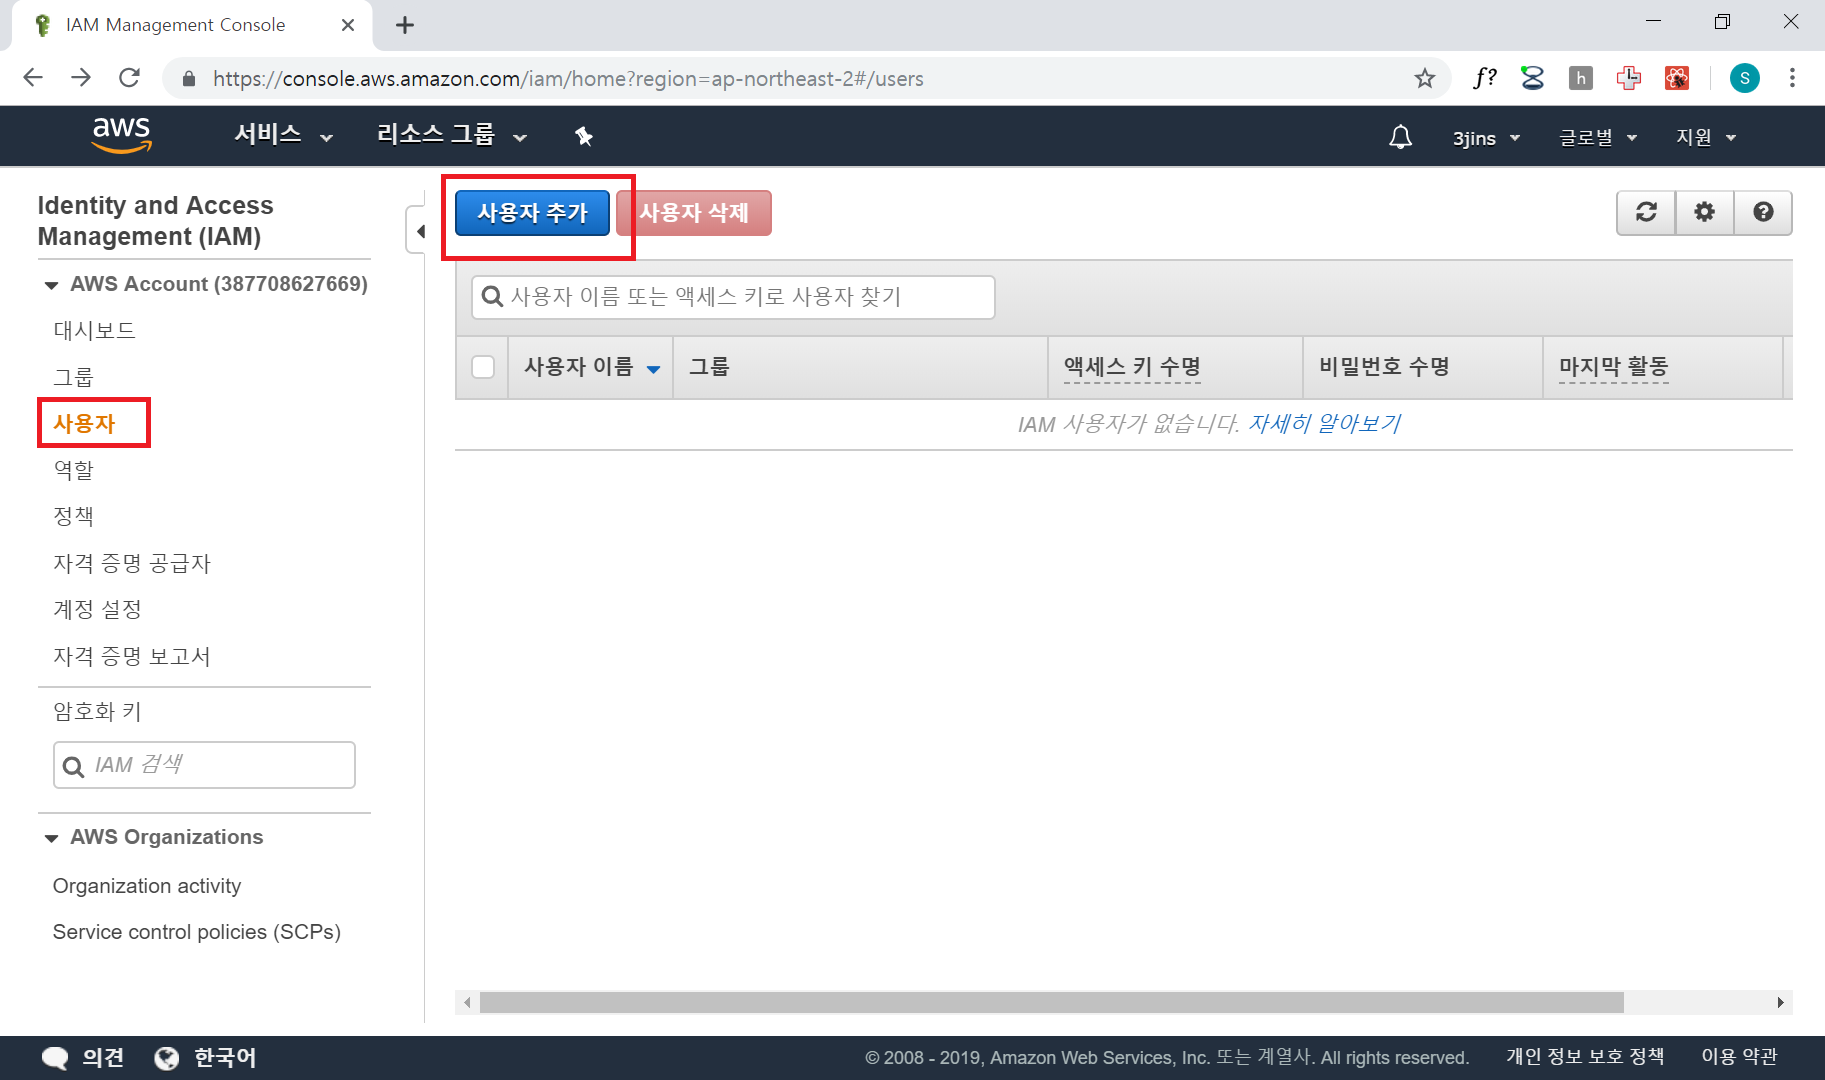 IAM Management Console
https://console.aws.amazon.com/iam/home?region=ap-northeast-2#/users
f?
h
S
aws
서비스
리소스 그룹
3jins
글로벌
지원
Identity and Access
Management (IAM)
AWS Account (387708627669)
대시보드
그룹
사용자
역할
정책
자격 증명 공급자
계정 설정
자격 증명 보고서
암호화 키
IAM 검색
AWS Organizations
Organization activity
Service control policies (SCPs)
사용자 추가
사용자 삭제
사용자 이름 또는 액세스 키로 사용자 찾기
사용자 이름
그룹
액세스 키 수명
비밀번호 수명
마지막 활동
IAM 사용자가 없습니다. 자세히 알아보기
의견
한국어
© 2008 - 2019, Amazon Web Services, Inc. 또는 계열사. All rights reserved.
개인 정보 보호 정책
이용 약관